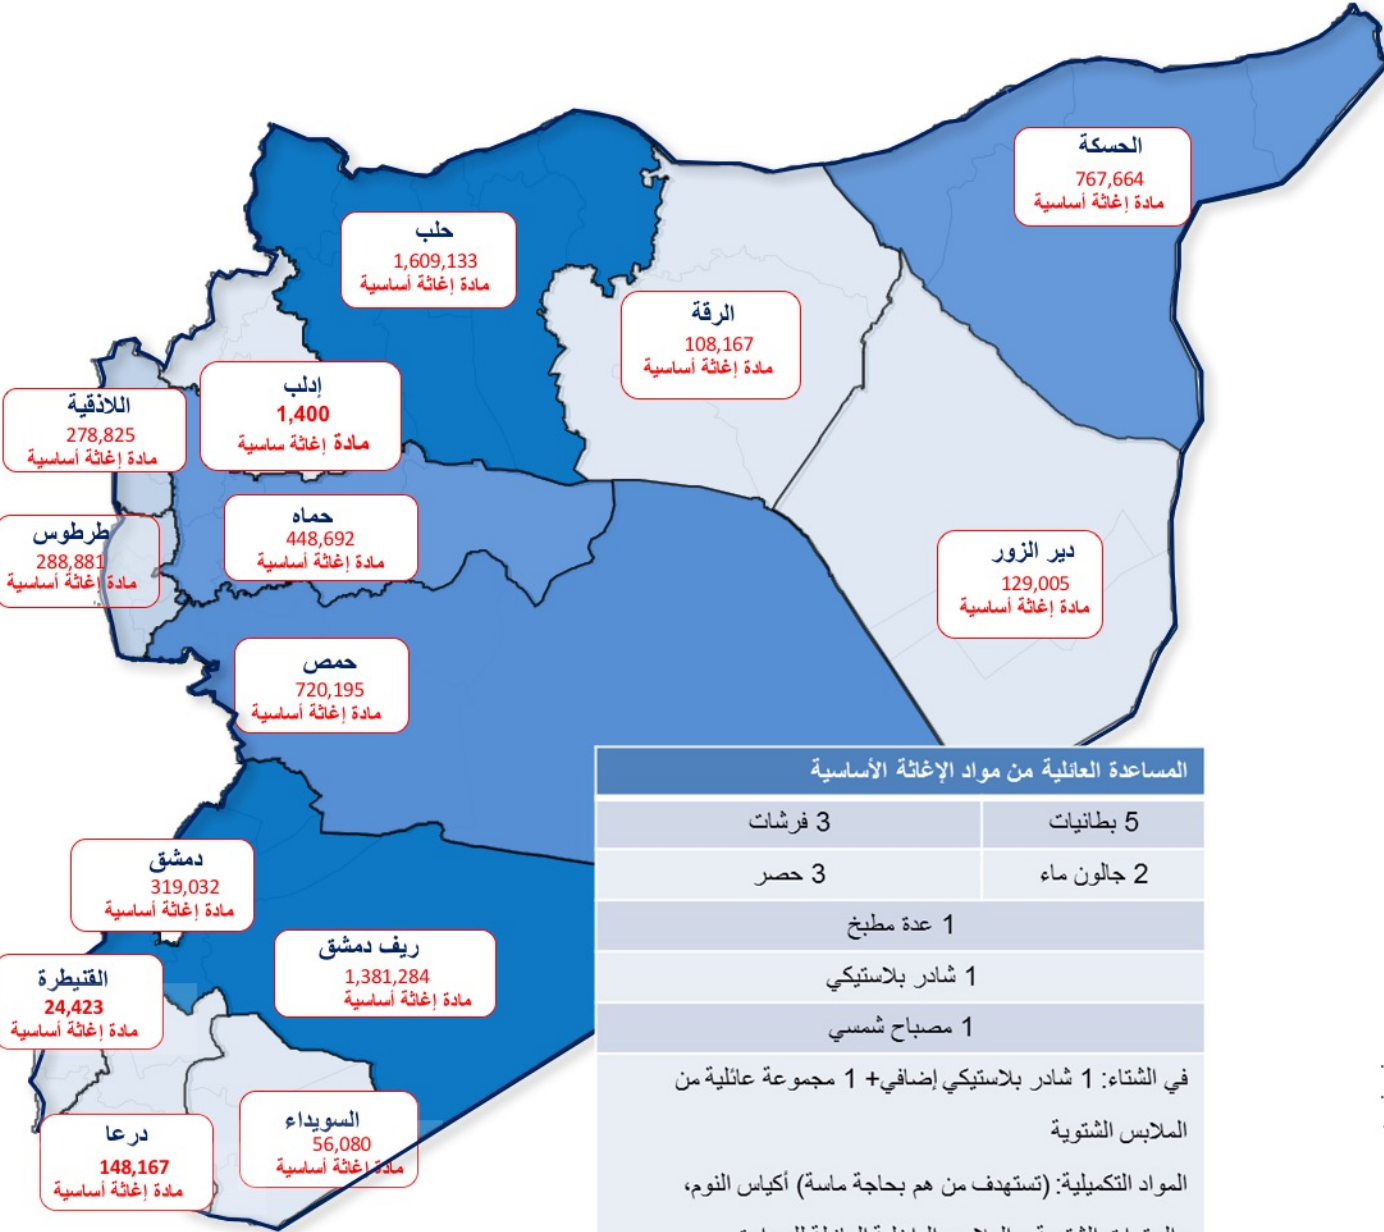 الحسكة
767,664
مادة إغاثة أساسية
حلب
1,609,133
مادة إغاثة أساسية
الرقة
108,167
مادة إغاثة أساسية
إدلب
1,400
مادة إغاثة ساسية
اللاذقية
278,825
مادة إغاثة أساسية
حماه
448,692
مادة إغاثة أساسية
طرطوس
288,881
مادة إغاثة أساسية
دير الزور
129,005
مادة إغاثة أساسية
حمص
720,195
مادة إغاثة أساسية
دمشق
319,032
مادة إغاثة أساسية
ريف دمشق
1,381,284
مادة إغاثة أساسية
القنيطرة
24,423
مادة إغاثة أساسية
السويداء
56,080
مادة إغاثة أساسية
درعا
148,167
مادة إغاثة أساسية
المساعدة العائلية من مواد الإغاثة الأساسية
5 بطانيات 3 فرشات
2 جالون ماء 3 حصر
1 عدة مطبخ
1 شادر بلاستيكي
1 مصباح شمسي
في الشتاء: 1 شادر بلاستيكي إضافي+ 1 مجموعة عائلية من
الملابس الشتوية
المواد التكميلية: (تستهدف من هم بحاجة ماسة) أكياس النوم،